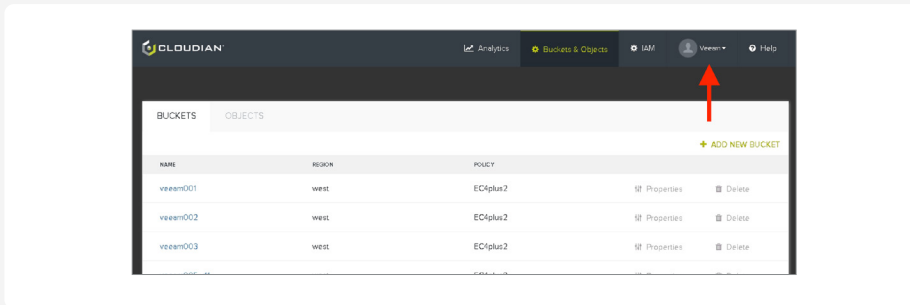 CLOUDIAN Analytics Buckets & Objects IAM Veeam Help
BUCKETS OBJECTS
+ ADD NEW BUCKET
NAME REGION POLICY
veeam001 west EC4plus2 Properties Delete
veeam002 west EC4plus2 Properties Delete
veeam003 west EC4plus2 Properties Delete